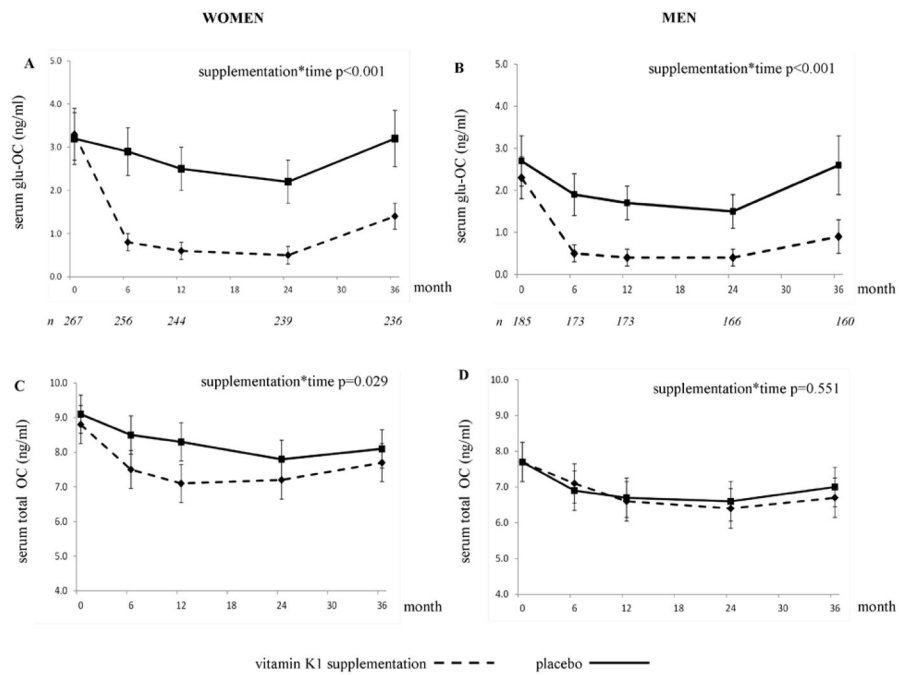 WOMEN
MEN
A
supplementation*time p<0.001
serum glu-OC (ng/ml)
5.0
4.0
3.0
2.0
1.0
0.0
0 6 12 18 24 30 36 month
n 267 256 244 239 236
B
supplementation*time p<0.001
serum glu-OC (ng/ml)
5.0
4.0
3.0
2.0
1.0
0.0
0 6 12 18 24 30 36 month
n 185 173 173 166 160
C
supplementation*time p=0.029
serum total OC (ng/ml)
10.0
9.0
8.0
7.0
6.0
5.0
4.0
0 6 12 24 36 month
D
supplementation*time p=0.551
serum total OC (ng/ml)
10.0
9.0
8.0
7.0
6.0
5.0
4.0
0 6 12 24 36 month
vitamin K1 supplementation placebo